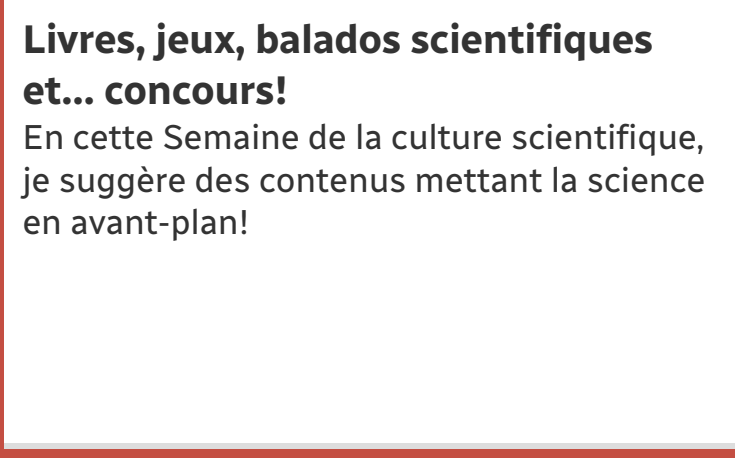 Livres, jeux, balados scientifiques
et... concours!
En cette Semaine de la culture scientifique,
je suggère des contenus mettant la science
en avant-plan!